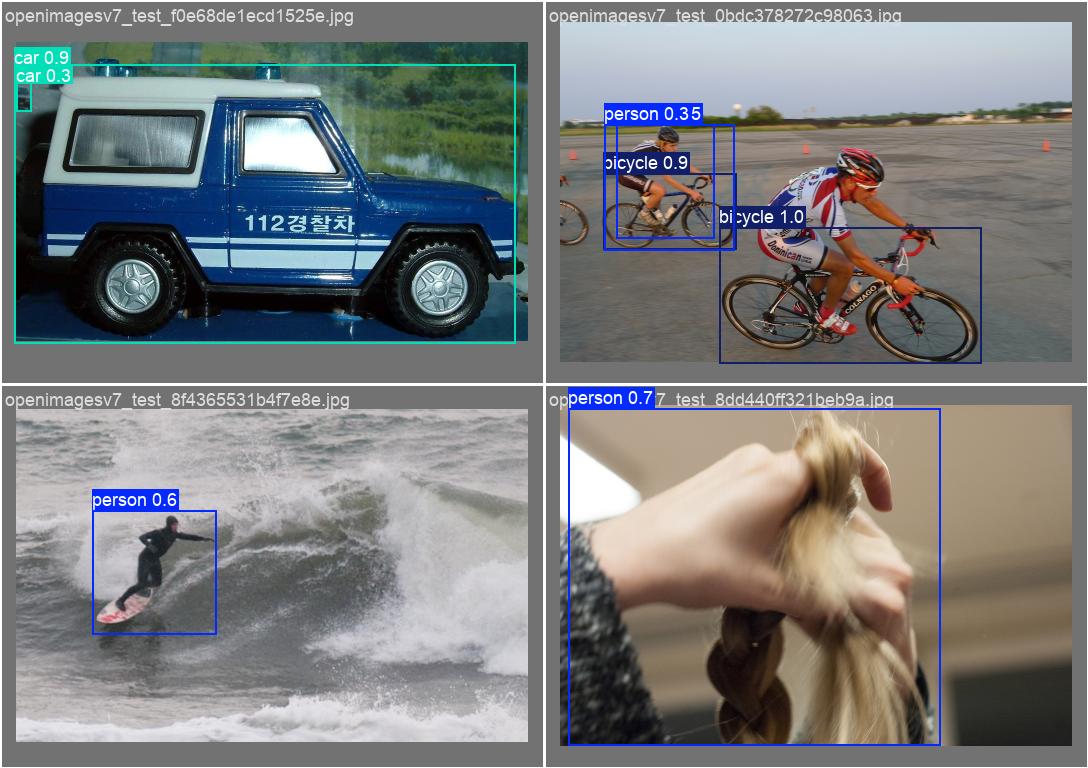 openimagesv7_test_f0e68de1ecd1525e.jpg
car 0.9
car 0.3
112경찰차
openimagesv7_test_0bdc378272c98063.jpg
person 0.35
bicycle 0.9
bicycle 1.0
Dominican
COLNAGO
openimagesv7_test_8f4365531b4f7e8e.jpg
person 0.6
person 0.7
7_test_8dd440ff321beb9a.jpg